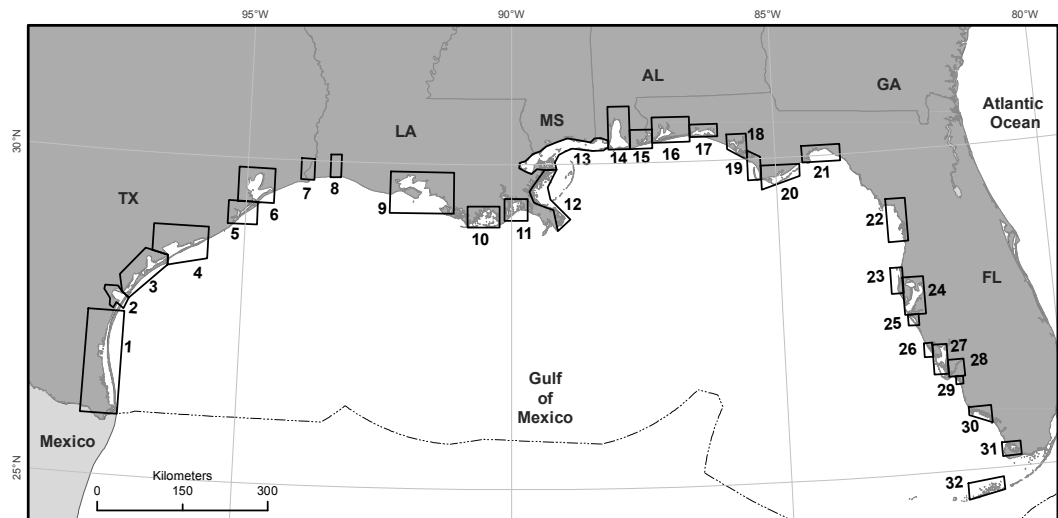 95°W 90°W 85°W 80°W
30°N
25°N
TX
LA
MS
AL
GA
FL
Atlantic
Ocean
Gulf
of
Mexico
Mexico
Kilometers
0 150 300
1
2
3
4
5
6
7
8
9
10
11
12
13
14
15
16
17
18
19
20
21
22
23
24
25
26
27
28
29
30
31
32